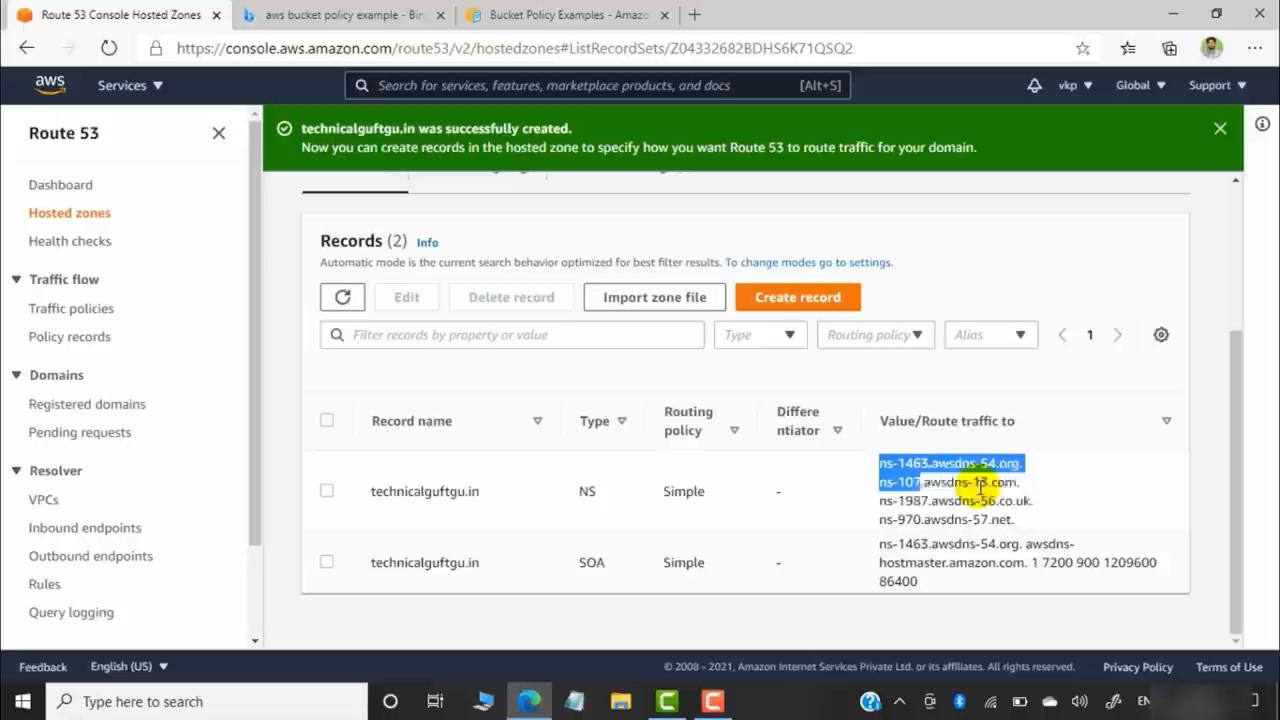 Route 53 Console Hosted Zones
aws bucket policy example - Bin
Bucket Policy Examples - Amazo
https://console.aws.amazon.com/route53/v2/hostedzones#ListRecordSets/Z04332682BDHS6K71QSQ2
aws
Services
Search for services, features, marketplace products, and docs
[Alt+S]
vkp
Global
Support
Route 53
technicalguftgu.in was successfully created.
Now you can create records in the hosted zone to specify how you want Route 53 to route traffic for your domain.
Dashboard
Hosted zones
Health checks
Traffic flow
Traffic policies
Policy records
Domains
Registered domains
Pending requests
Resolver
VPCs
Inbound endpoints
Outbound endpoints
Rules
Query logging
Records (2) Info
Automatic mode is the current search behavior optimized for best filter results. To change modes go to settings.
Edit
Delete record
Import zone file
Create record
Filter records by property or value
Type
Routing policy
Alias
1
Record name
Type
Routing
policy
Differe
ntiator
Value/Route traffic to
technicalguftgu.in
NS
Simple
-
ns-1463.awsdns-54.org.
ns-107.awsdns-13.com.
ns-1987.awsdns-56.co.uk.
ns-970.awsdns-57.net.
technicalguftgu.in
SOA
Simple
-
ns-1463.awsdns-54.org. awsdns-
hostmaster.amazon.com. 1 7200 900 1209600
86400
Feedback
English (US)
© 2008 - 2021, Amazon Internet Services Private Ltd. or its affiliates. All rights reserved.
Privacy Policy
Terms of Use
Type here to search